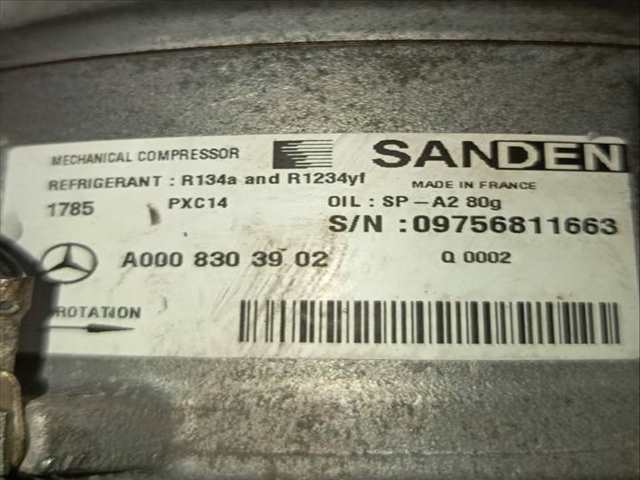 MECHANICAL COMPRESSOR SANDEN
REFRIGERANT : R134a and R1234yf MADE IN FRANCE
1785 PXC14 OIL : SP-A2 80g
S/N : 09756811663
A000 830 39 02 Q 0002
ROTATION